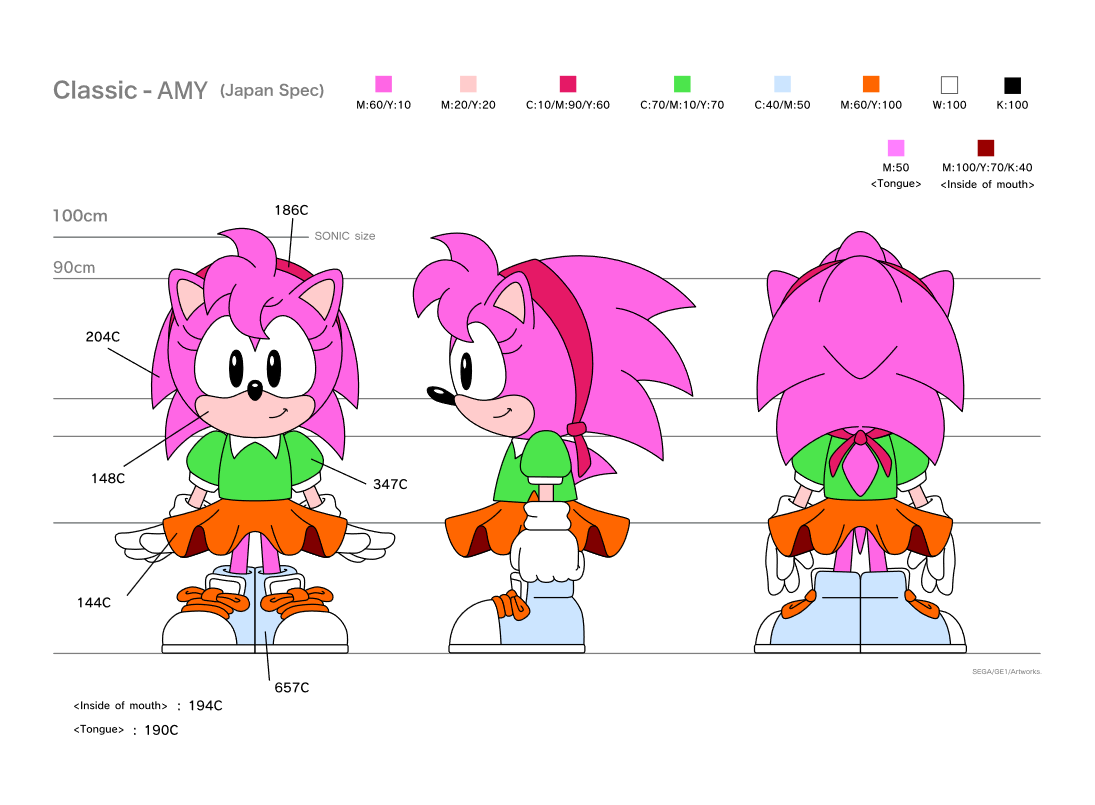 Classic - AMY (Japan Spec)
M:60/Y:10
M:20/Y:20
C:10/M:90/Y:60
C:70/M:10/Y:70
C:40/M:50
M:60/Y:100
W:100
K:100
M:50
<Tongue>
M:100/Y:70/K:40
<Inside of mouth>
100cm
186C
SONIC size
90cm
204C
148C
347C
144C
657C
SEGA/GE1/Artworks.
<Inside of mouth> : 194C
<Tongue> : 190C